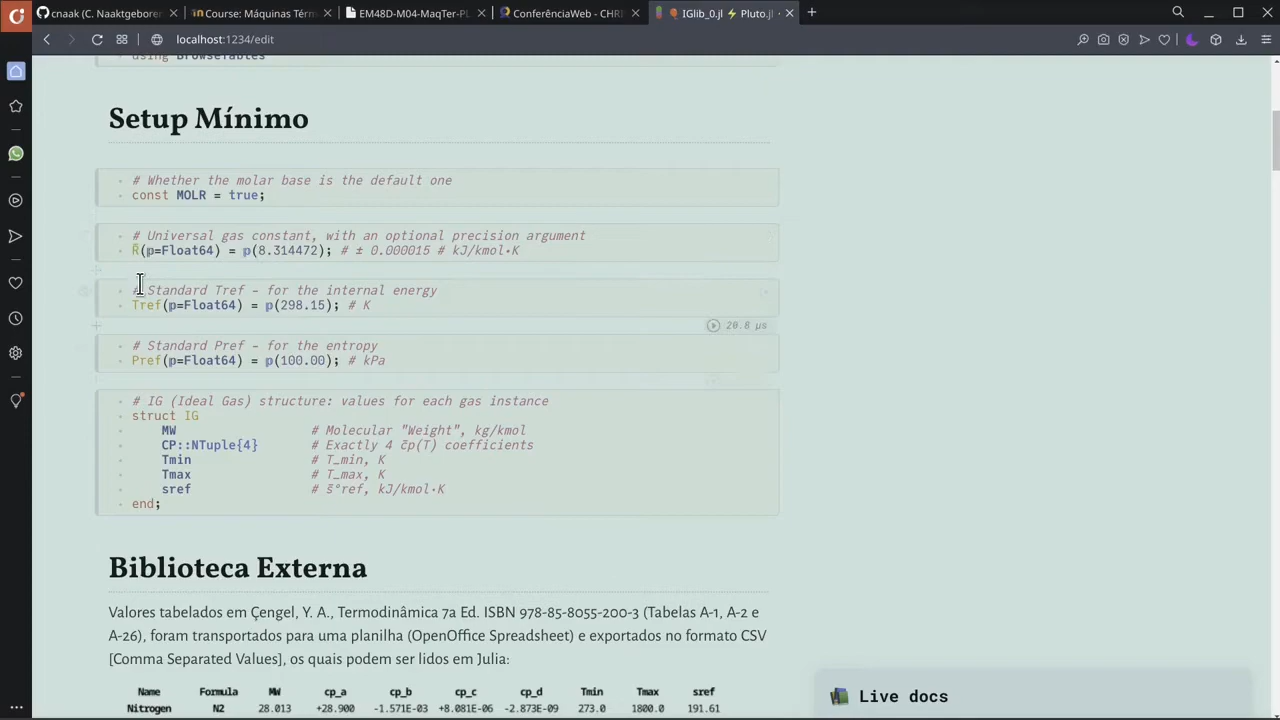 cnaak (C. Naaktgeboren
Course: Máquinas Térm
EM48D-M04-MaqTer-PL
ConferênciaWeb - CHR
IGlib_0.jl ⚡ Pluto.jl
localhost:1234/edit
using BrowseTables
Setup Mínimo
# Whether the molar base is the default one
const MOLR = true;
# Universal gas constant, with an optional precision argument
R̄(𝕡=Float64) = 𝕡(8.314472); # ± 0.000015 # kJ/kmol⋅K
# Standard Tref - for the internal energy
Tref(𝕡=Float64) = 𝕡(298.15); # K
20.8 μs
# Standard Pref - for the entropy
Pref(𝕡=Float64) = 𝕡(100.00); # kPa
# IG (Ideal Gas) structure: values for each gas instance
struct IG
MW # Molecular "Weight", kg/kmol
CP::NTuple{4} # Exactly 4 c̄p(T) coefficients
Tmin # T_min, K
Tmax # T_max, K
sref # s̄°ref, kJ/kmol⋅K
end;
Biblioteca Externa
Valores tabelados em Çengel, Y. A., Termodinâmica 7a Ed. ISBN 978-85-8055-200-3 (Tabelas A-1, A-2 e
A-26), foram transportados para uma planilha (OpenOffice Spreadsheet) e exportados no formato CSV
[Comma Separated Values], os quais podem ser lidos em Julia:
Name Formula MW cp_a cp_b cp_c cp_d Tmin Tmax sref
Nitrogen N2 28.013 +28.900 -1.571E-03 +8.081E-06 -2.873E-09 273.0 1800.0 191.61
Live docs